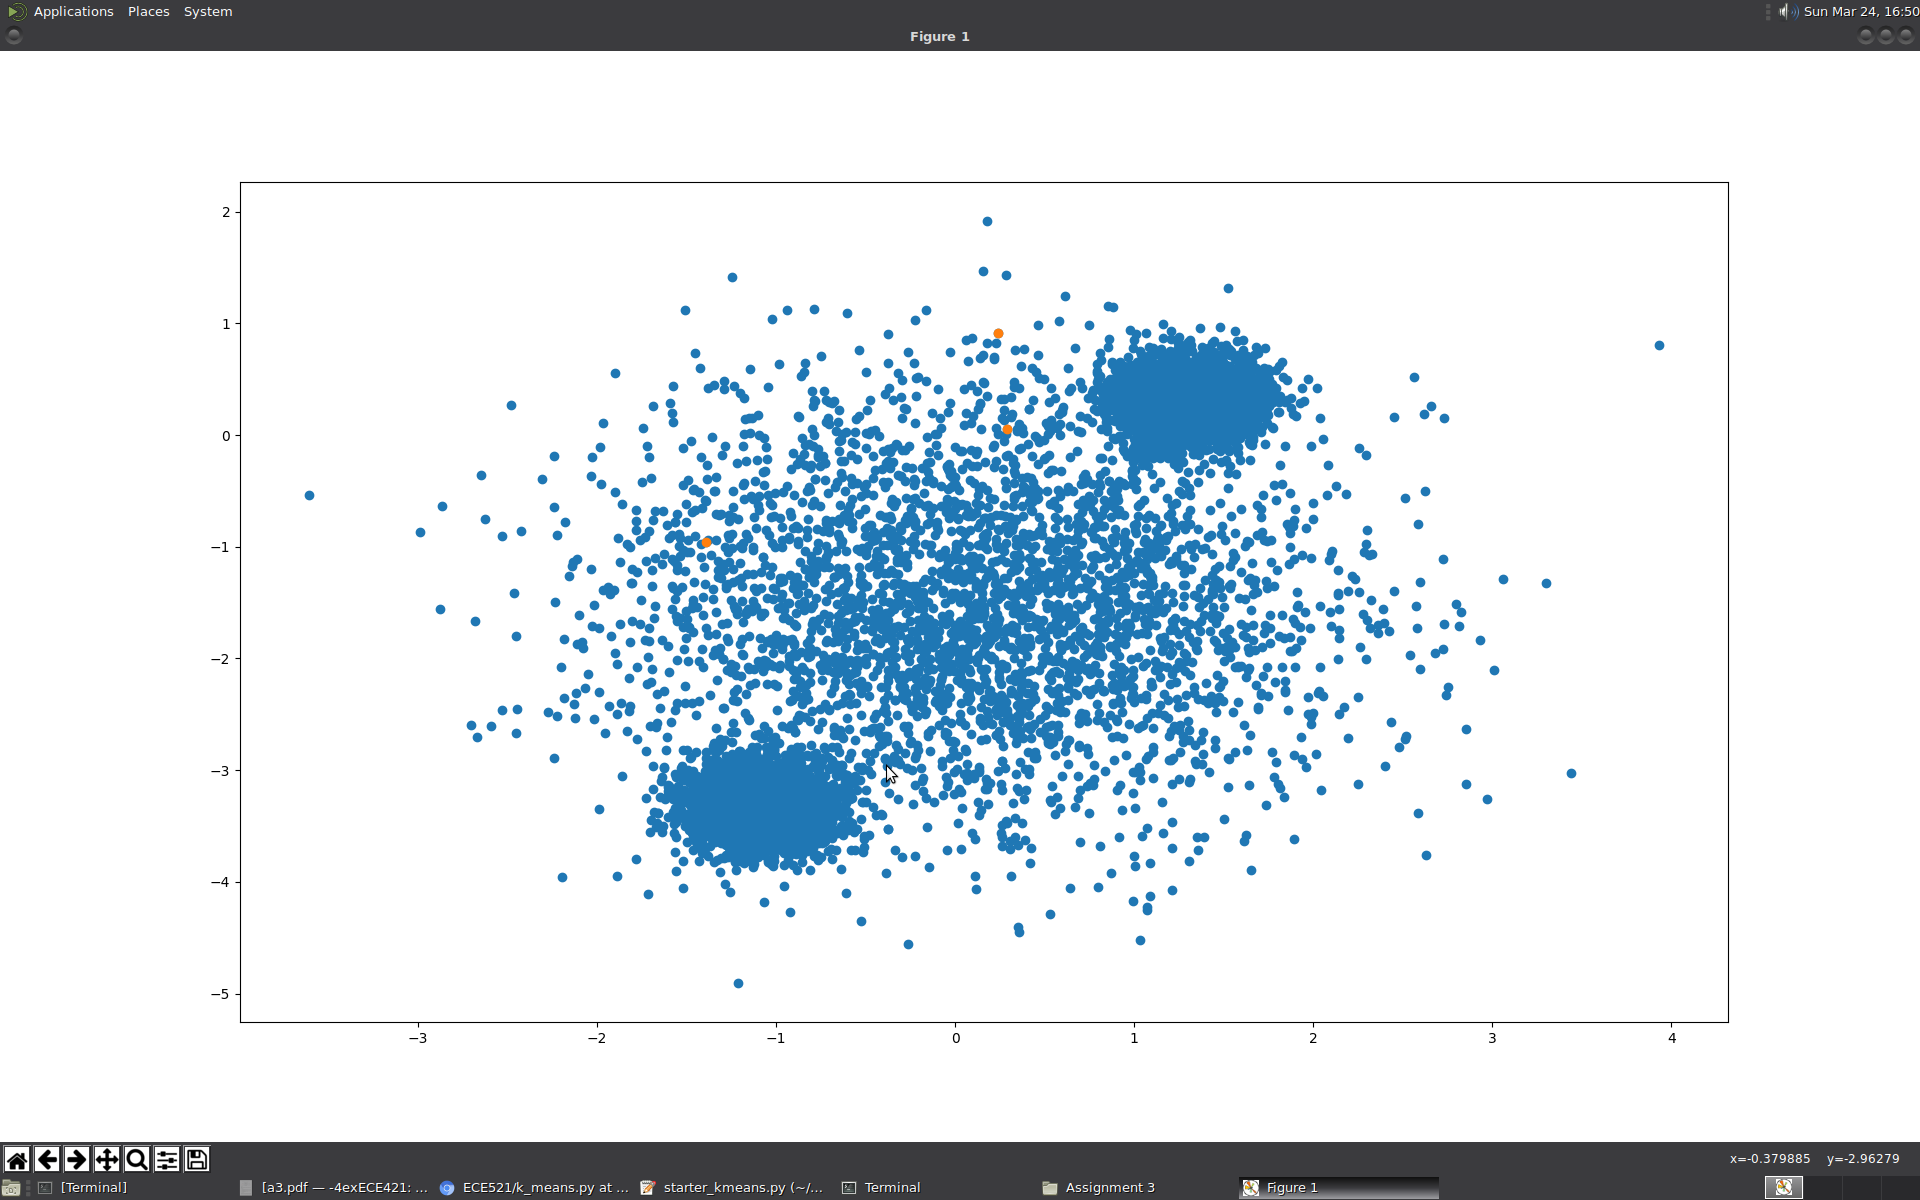 Applications Places System Sun Mar 24, 16:50
Figure 1
2
1
0
−1
−2
−3
−4
−5
−3 −2 −1 0 1 2 3 4
x=-0.379885 y=-2.96279
[Terminal] [a3.pdf — -4exECE421: ... ECE521/k_means.py at ... starter_kmeans.py (~/... Terminal Assignment 3 Figure 1